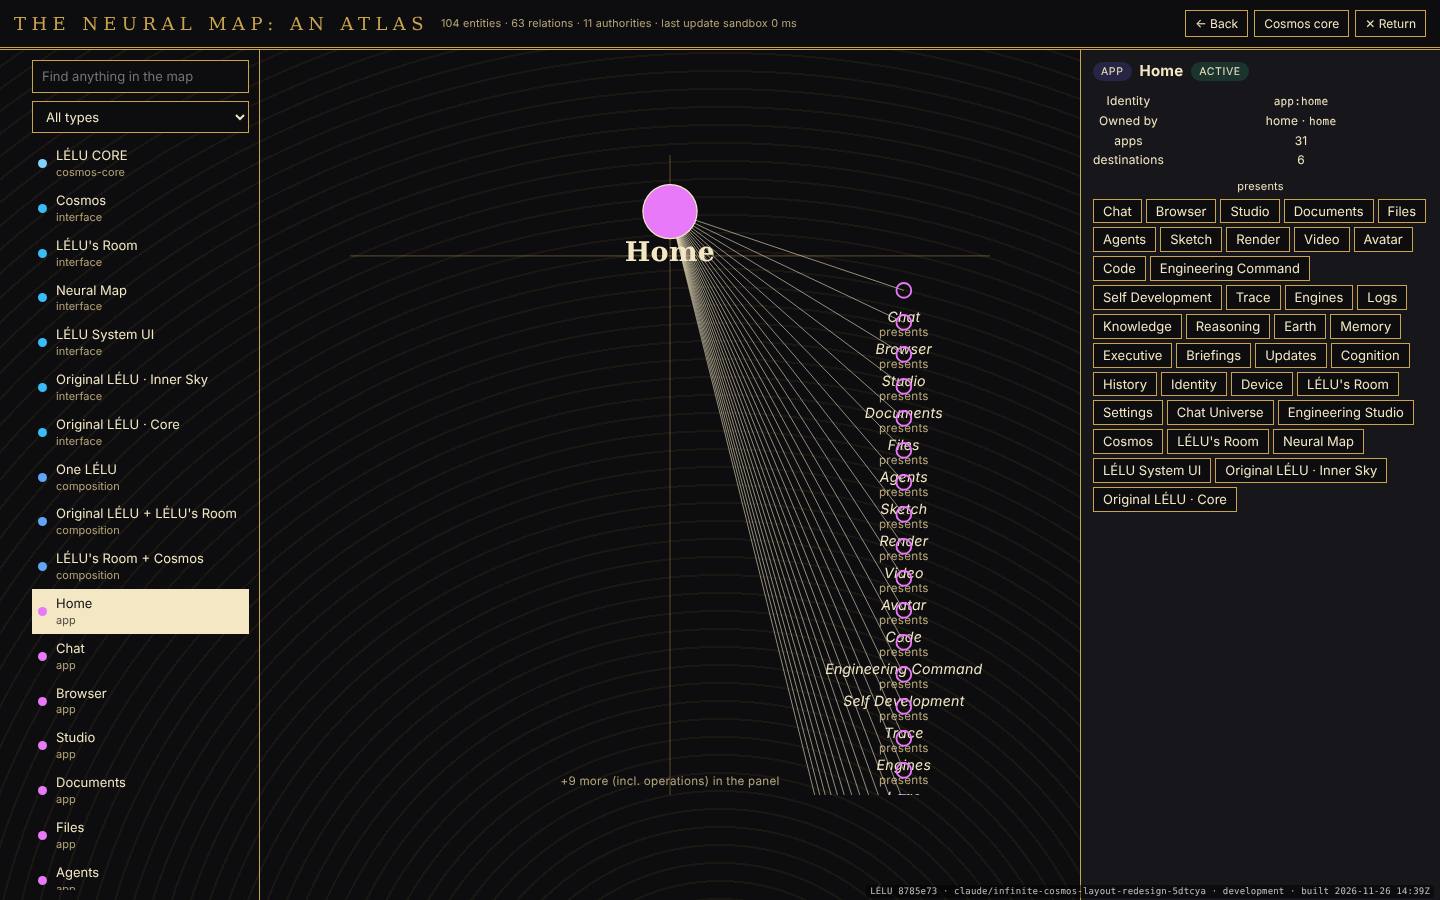 THE NEURAL MAP: AN ATLAS
104 entities · 63 relations · 11 authorities · last update sandbox 0 ms
← Back
Cosmos core
✕ Return
Find anything in the map
All types
LÉLU CORE
cosmos-core
Cosmos
interface
LÉLU's Room
interface
Neural Map
interface
LÉLU System UI
interface
Original LÉLU · Inner Sky
interface
Original LÉLU · Core
interface
One LÉLU
composition
Original LÉLU + LÉLU's Room
composition
LÉLU's Room + Cosmos
composition
Home
app
Chat
app
Browser
app
Studio
app
Documents
app
Files
app
Agents
app
Home
Chat
presents
Browser
presents
Studio
presents
Documents
presents
Files
presents
Agents
presents
Sketch
presents
Render
presents
Video
presents
Avatar
presents
Code
presents
Engineering Command
presents
Self Development
presents
Trace
presents
Engines
presents
+9 more (incl. operations) in the panel
APP Home ACTIVE
Identity app:home
Owned by home · home
apps 31
destinations 6
presents
Chat Browser Studio Documents Files
Agents Sketch Render Video Avatar
Code Engineering Command
Self Development Trace Engines Logs
Knowledge Reasoning Earth Memory
Executive Briefings Updates Cognition
History Identity Device LÉLU's Room
Settings Chat Universe Engineering Studio
Cosmos LÉLU's Room Neural Map
LÉLU System UI Original LÉLU · Inner Sky
Original LÉLU · Core
LÉLU 8785e73 · claude/infinite-cosmos-layout-redesign-5dtcya · development · built 2026-11-26 14:39Z